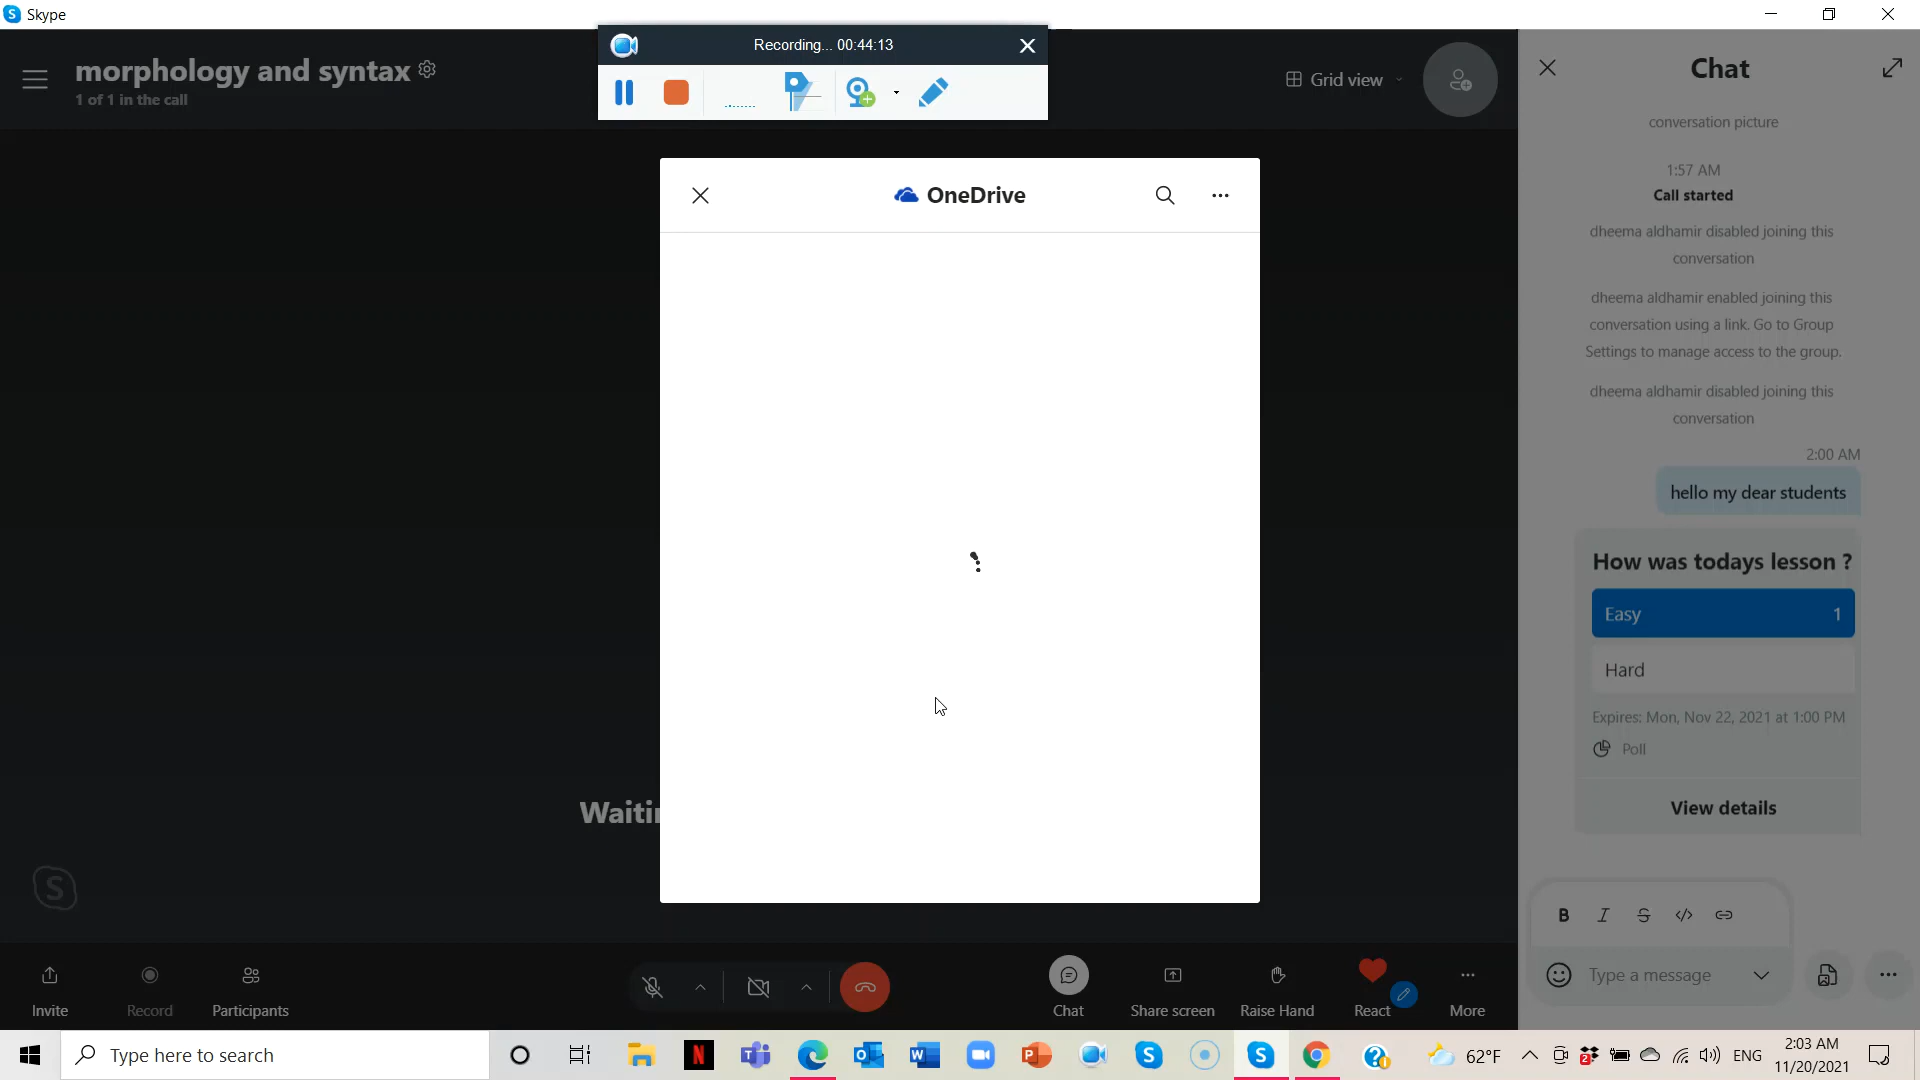 Skype
Recording... 00:44:13
morphology and syntax
1 of 1 in the call
Grid view
Chat
conversation picture
1:57 AM
Call started
dheema aldhamir disabled joining this
conversation
dheema aldhamir enabled joining this
conversation using a link. Go to Group
Settings to manage access to the group.
dheema aldhamir disabled joining this
conversation
2:00 AM
hello my dear students
How was todays lesson ?
Easy 1
Hard
Expires: Mon, Nov 22, 2021 at 1:00 PM
Poll
View details
OneDrive
B I S </>
Type a message
Invite
Record
Participants
Chat
Share screen
Raise Hand
React
More
Type here to search
62°F
ENG
2:03 AM
11/20/2021